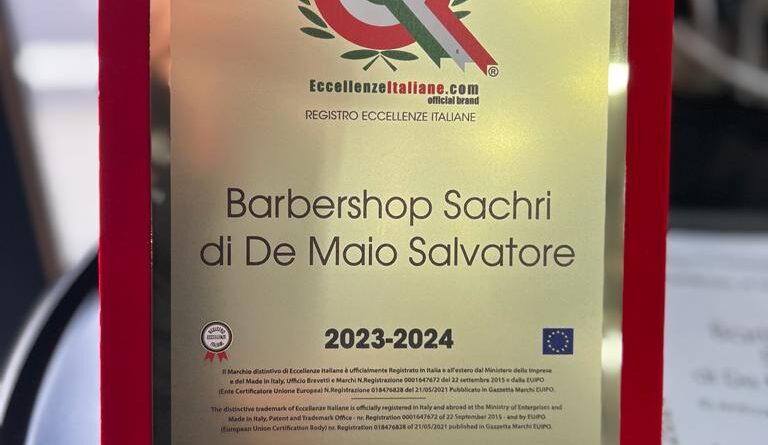 EccellenzeItaliane.com
official brand
REGISTRO ECCELLENZE ITALIANE
Barbershop Sachri
di De Maio Salvatore
REGISTRO
ECCELLENZE
ITALIANE
2023-2024
Il Marchio distintivo di Eccellenze Italiane è ufficialmente Registrato in Italia e all'estero dal Ministero delle Imprese
e del Made in Italy, Ufficio Brevetti e Marchi N.Registrazione 0001647672 del 22 settembre 2015 e dalla EUIPO.
(Ente Certificatore Unione Europea) N.Registrazione 018476828 del 21/05/2021 Pubblicato in Gazzetta Marchi EUIPO.
The distinctive trademark of Eccellenze Italiane is officially registered in Italy and abroad at the Ministry of Enterprises and
Made in Italy, Patent and Trademark Office - nr. Registration 0001647672 of 22 September 2015 - and by EUIPO.
(European Union Certification Body) nr. Registration 018476828 of 21/05/2021 published in Gazzetta Marchi EUIPO.